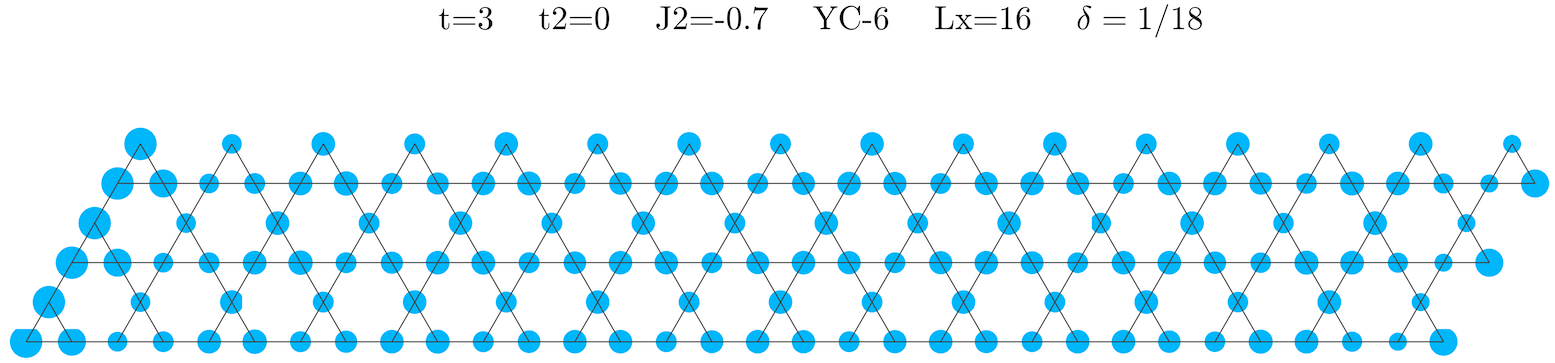 t=3 t2=0 J2=-0.7 YC-6 Lx=16 δ = 1/18